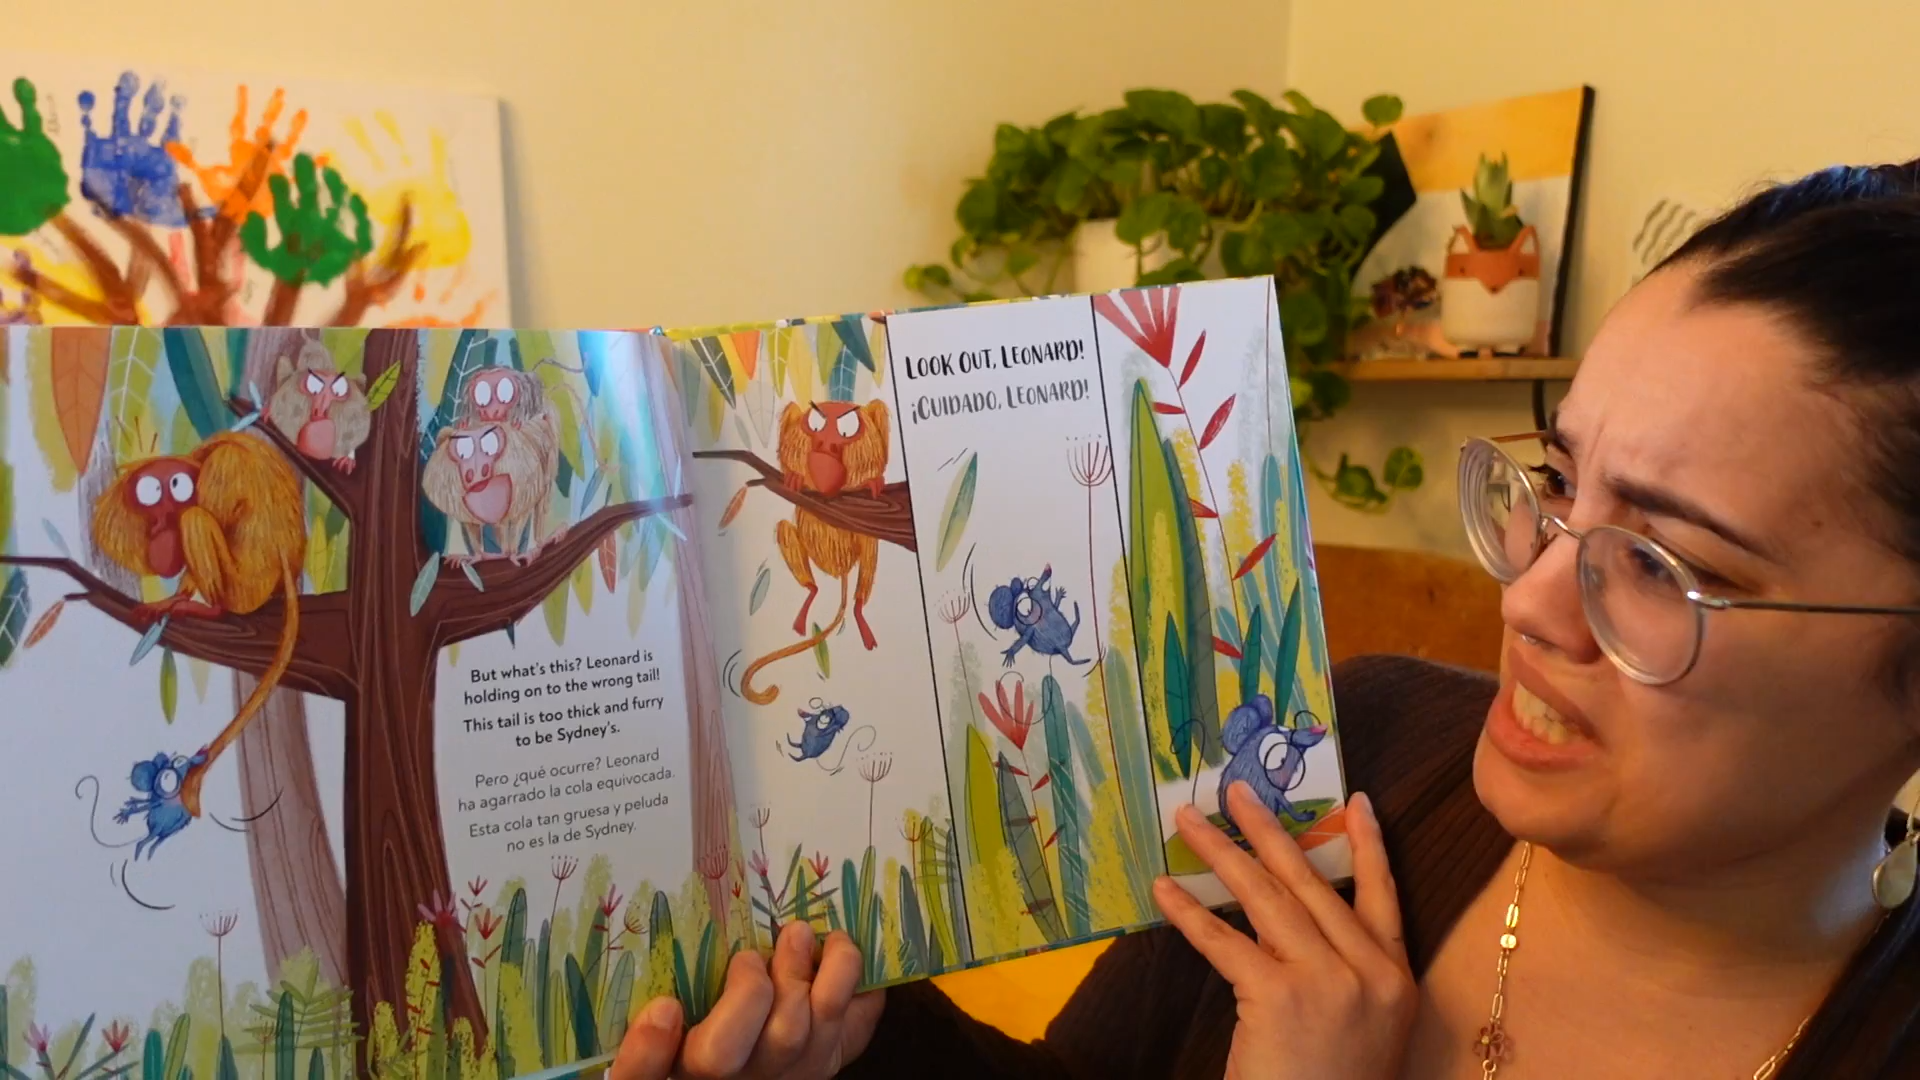 But what's this? Leonard is
holding on to the wrong tail!
This tail is too thick and furry
to be Sydney's.
Pero ¿qué ocurre? Leonard
ha agarrado la cola equivocada.
Esta cola tan gruesa y peluda
no es la de Sydney.
LOOK OUT, LEONARD!
¡CUIDADO, LEONARD!